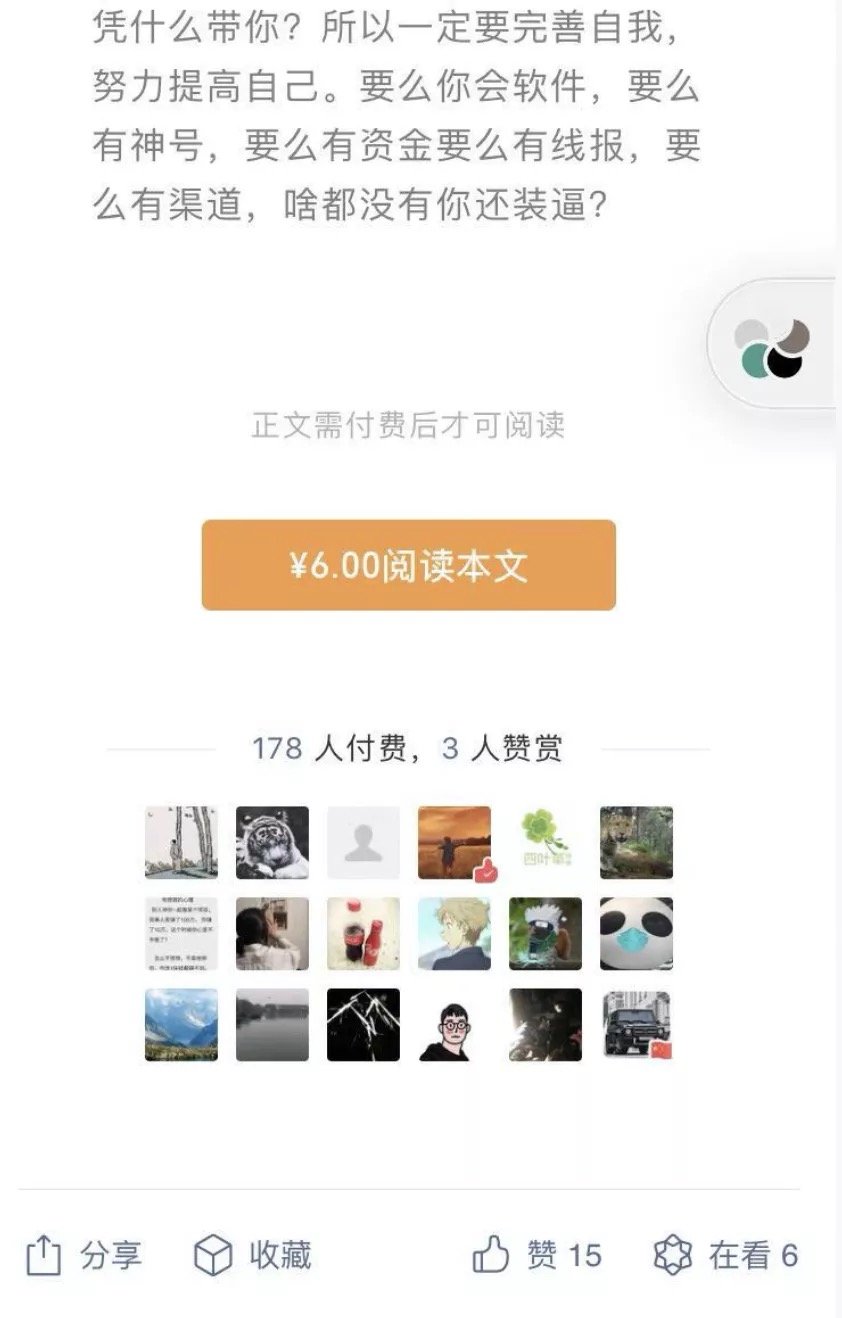 凭什么带你？所以一定要完善自我，
努力提高自己。要么你会软件，要么
有神号，要么有资金要么有线报，要
么有渠道，啥都没有你还装逼？
正文需付费后才可阅读
¥6.00阅读本文
178 人付费，3 人赞赏
四叶草
分享 收藏 赞 15 在看 6